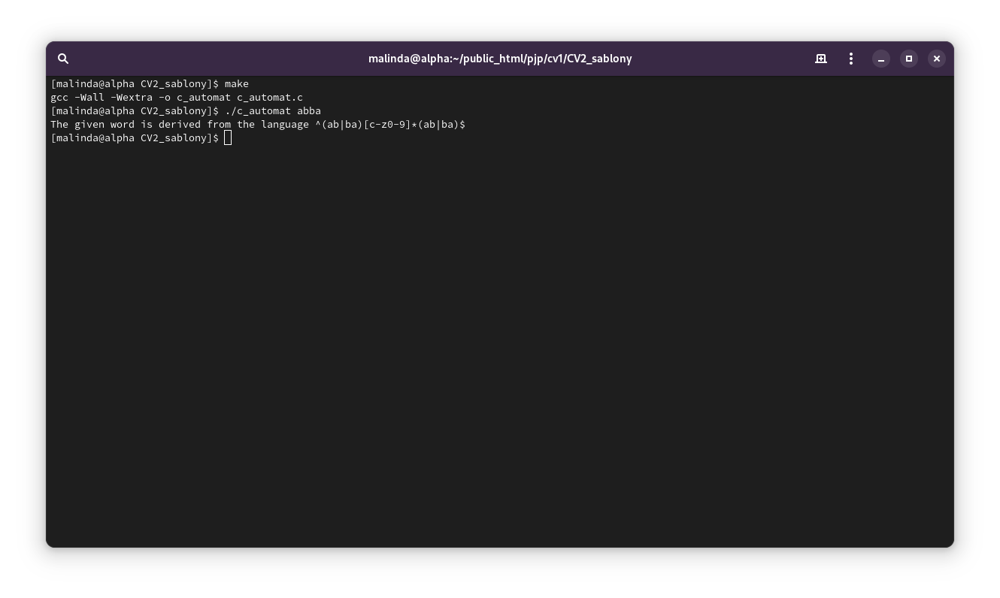 malinda@alpha:~/public_html/pjp/cv1/CV2_sablony
[malinda@alpha CV2_sablony]$ make
gcc -Wall -Wextra -o c_automat c_automat.c
[malinda@alpha CV2_sablony]$ ./c_automat abba
The given word is derived from the language ^(ab|ba)[c-z0-9]*(ab|ba)$
[malinda@alpha CV2_sablony]$